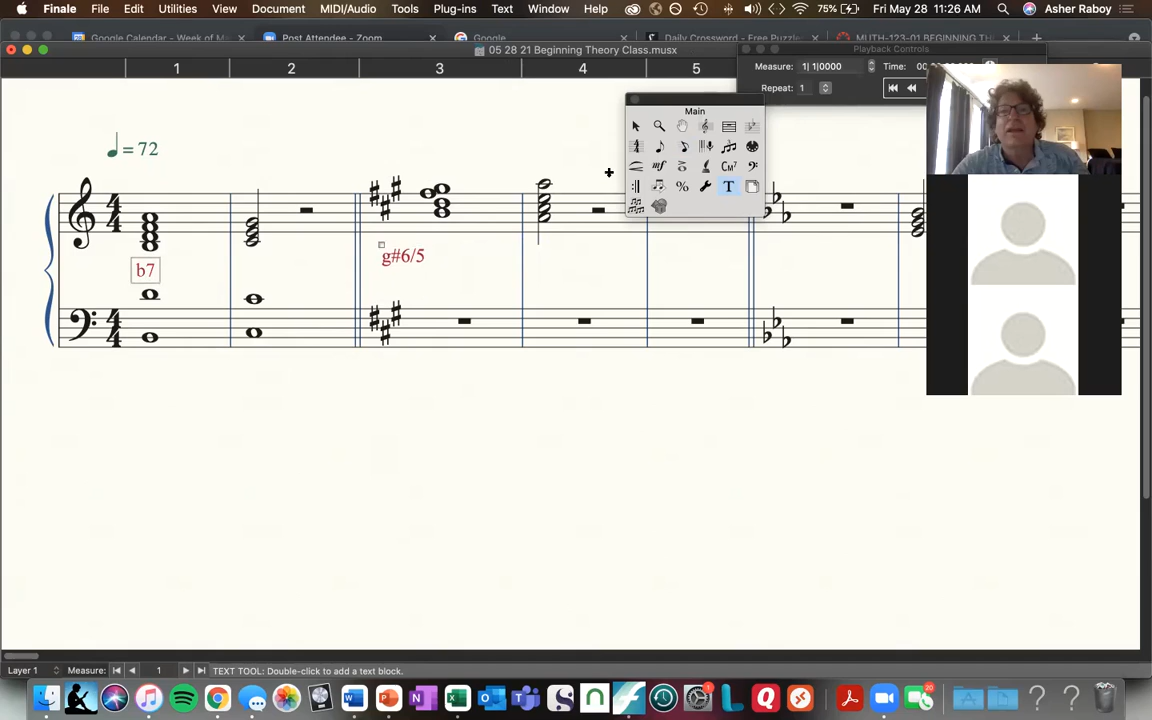 Finale File Edit Utilities View Document MIDI/Audio Tools Plug-ins Text Window Help 75% Fri May 28 11:26 AM Asher Raboy
Google Calendar - Week of M Post Attendee - Zoom Google Daily Crossword - Free Puzzle MUTH-123-01 BEGINNING TH
05 28 21 Beginning Theory Class.musx
Playback Controls
Measure: 1| 1|0000 Time: 00
Repeat: 1
1 2 3 4 5
Main
mf CM7
% T
= 72
b7
g#6/5
Layer 1 Measure: 1 TEXT TOOL: Double-click to add a text block.
20